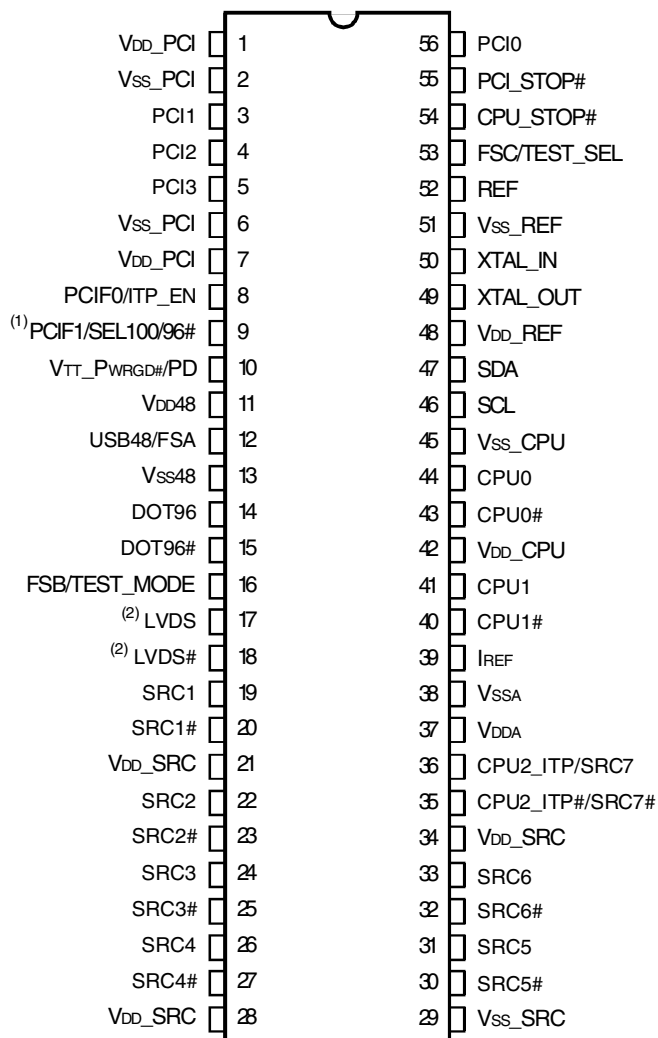 VDD_PCI 1 56 PCI0
VSS_PCI 2 55 PCI_STOP#
PCI1 3 54 CPU_STOP#
PCI2 4 53 FSC/TEST_SEL
PCI3 5 52 REF
VSS_PCI 6 51 VSS_REF
VDD_PCI 7 50 XTAL_IN
PCIF0/ITP_EN 8 49 XTAL_OUT
(1) PCIF1/SEL100/96# 9 48 VDD_REF
VTT_PWRGD#/PD 10 47 SDA
VDD48 11 46 SCL
USB48/FSA 12 45 VSS_CPU
VSS48 13 44 CPU0
DOT96 14 43 CPU0#
DOT96# 15 42 VDD_CPU
FSB/TEST_MODE 16 41 CPU1
(2) LVDS 17 40 CPU1#
(2) LVDS# 18 39 IREF
SRC1 19 38 VSSA
SRC1# 20 37 VDDA
VDD_SRC 21 36 CPU2_ITP/SRC7
SRC2 22 35 CPU2_ITP#/SRC7#
SRC2# 23 34 VDD_SRC
SRC3 24 33 SRC6
SRC3# 25 32 SRC6#
SRC4 26 31 SRC5
SRC4# 27 30 SRC5#
VDD_SRC 28 29 VSS_SRC